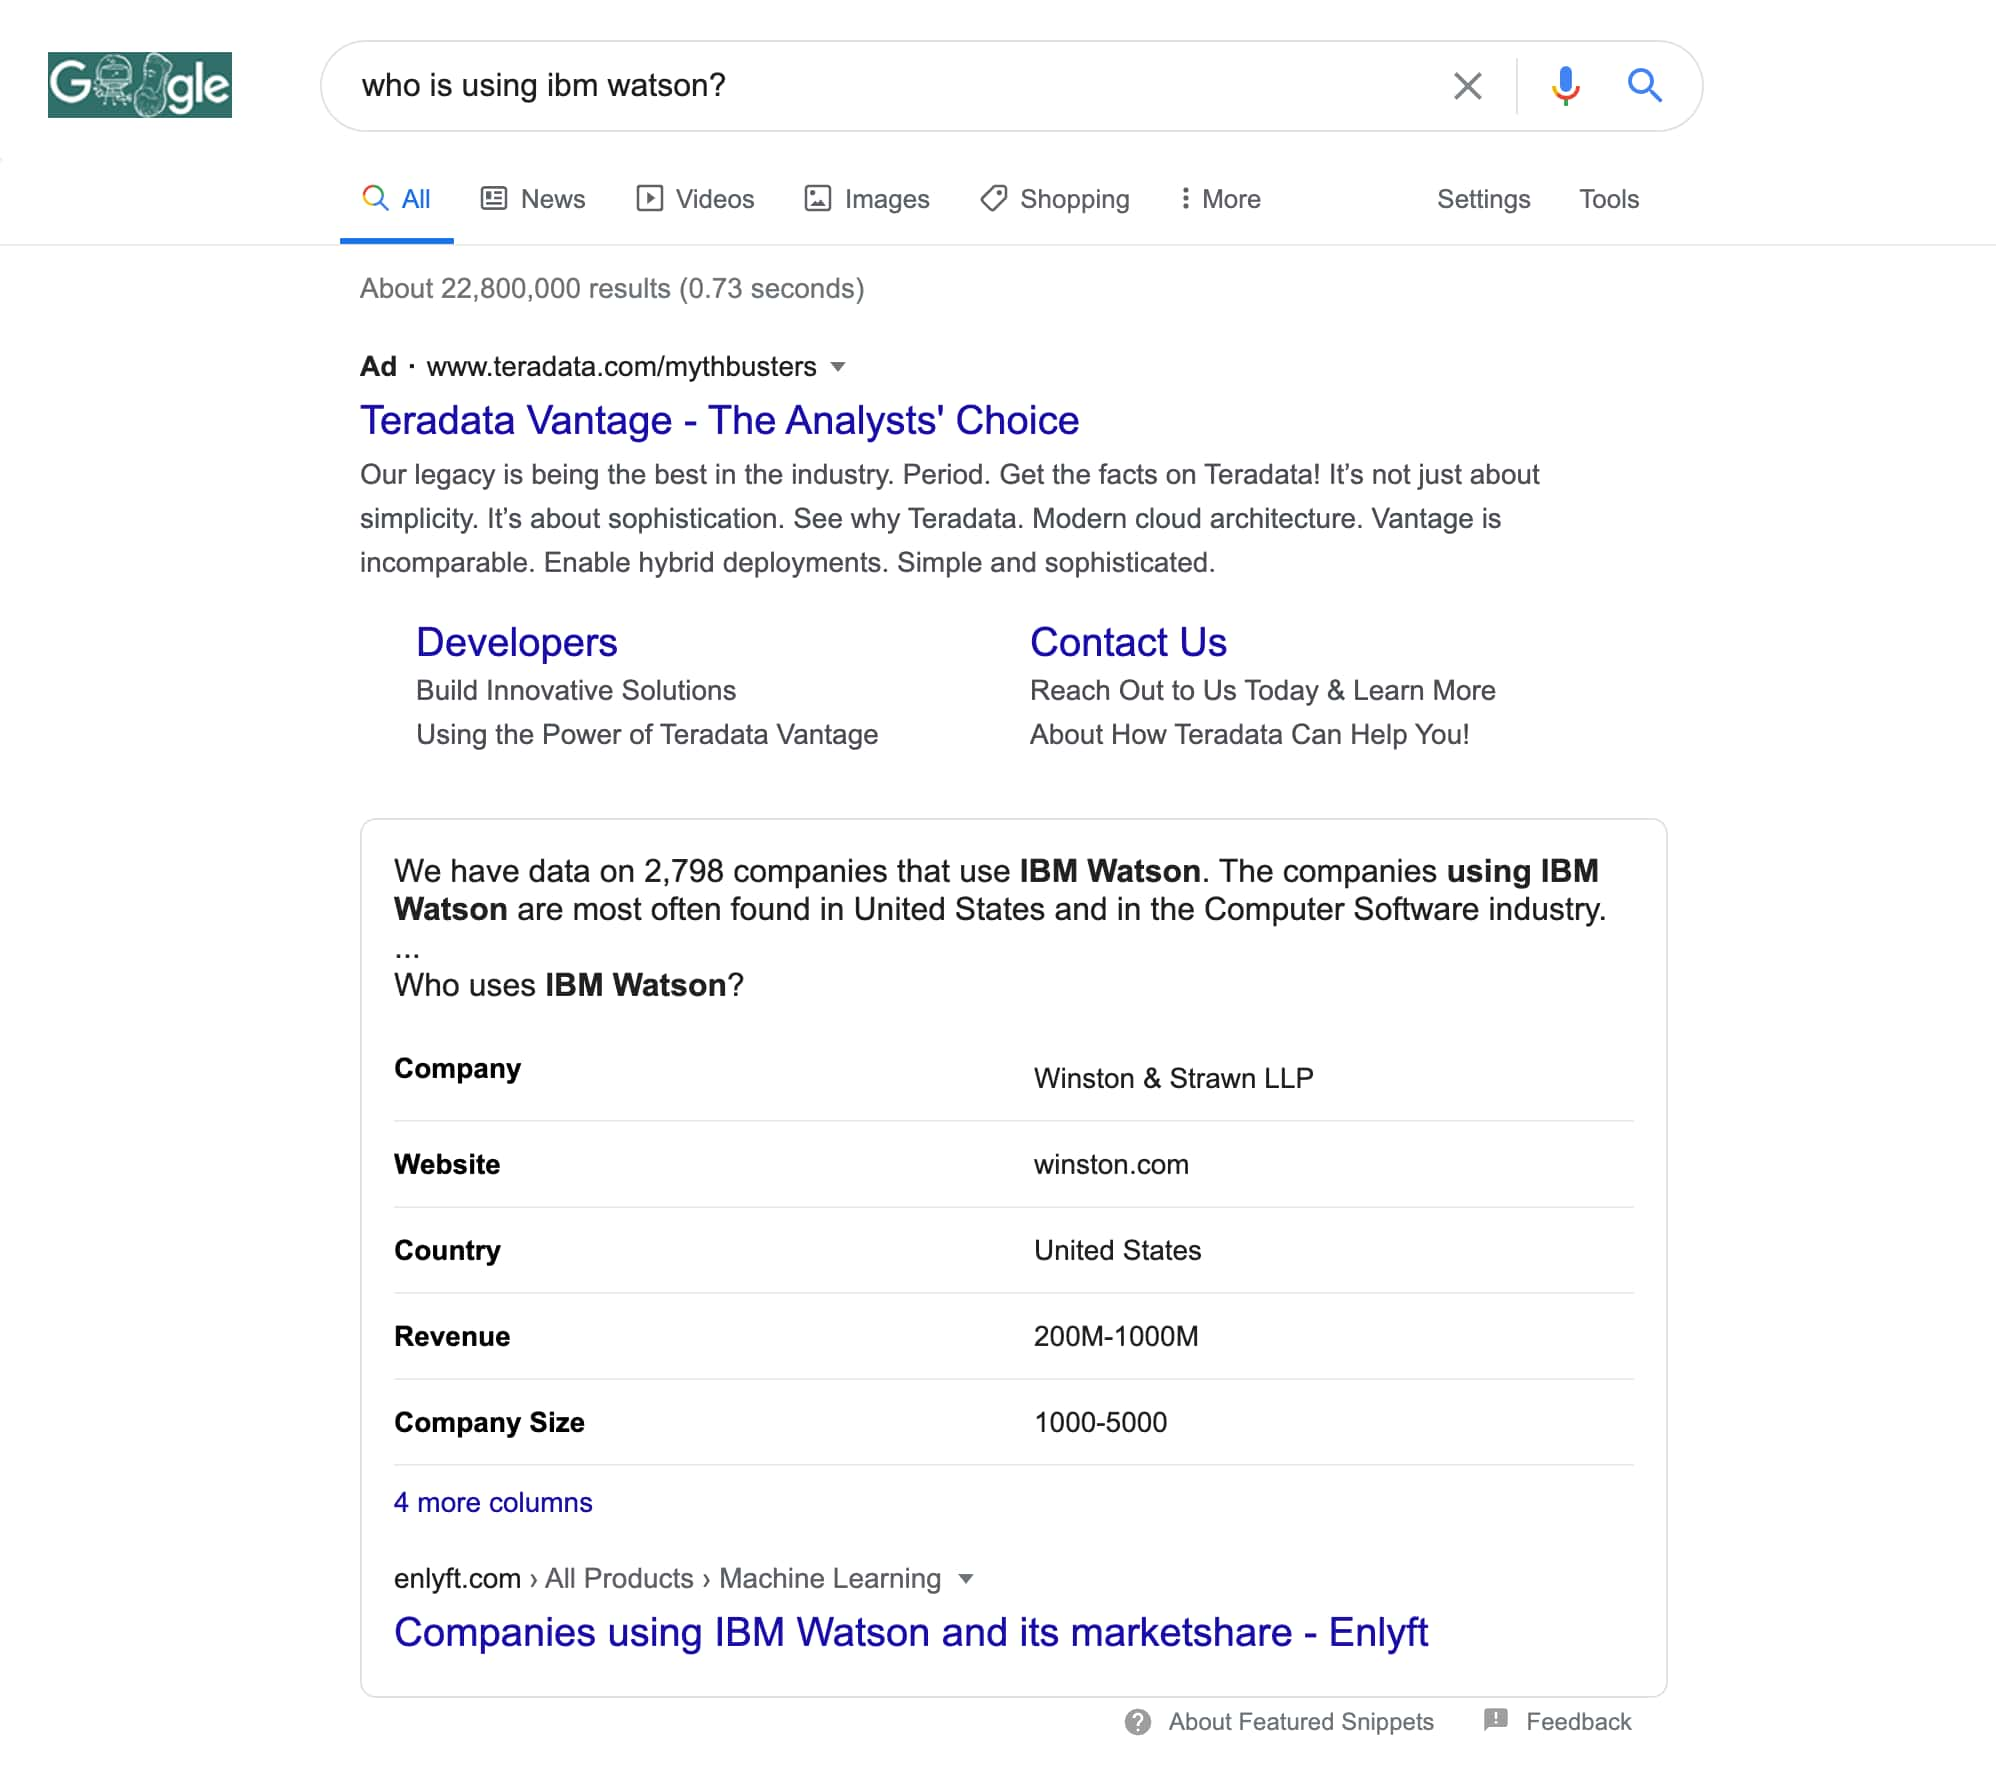 Google
who is using ibm watson?
All News Videos Images Shopping More Settings Tools
About 22,800,000 results (0.73 seconds)
Ad · www.teradata.com/mythbusters
Teradata Vantage - The Analysts' Choice
Our legacy is being the best in the industry. Period. Get the facts on Teradata! It’s not just about
simplicity. It’s about sophistication. See why Teradata. Modern cloud architecture. Vantage is
incomparable. Enable hybrid deployments. Simple and sophisticated.
Developers
Build Innovative Solutions
Using the Power of Teradata Vantage
Contact Us
Reach Out to Us Today & Learn More
About How Teradata Can Help You!
We have data on 2,798 companies that use IBM Watson. The companies using IBM
Watson are most often found in United States and in the Computer Software industry.
...
Who uses IBM Watson?
Company Winston & Strawn LLP
Website winston.com
Country United States
Revenue 200M-1000M
Company Size 1000-5000
4 more columns
enlyft.com › All Products › Machine Learning
Companies using IBM Watson and its marketshare - Enlyft
About Featured Snippets Feedback